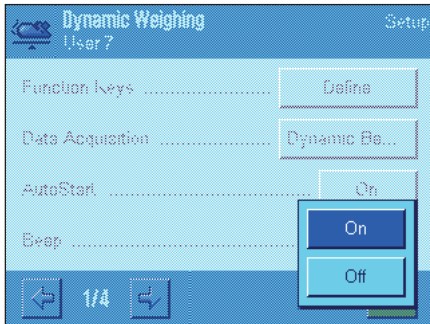 Dynamic Weighing
Setup
User 7
Function Keys ........................ Define
Data Acquisition .................... Dynamic Be...
AutoStart ................................. On
Beep .......................................
On
Off
1/4